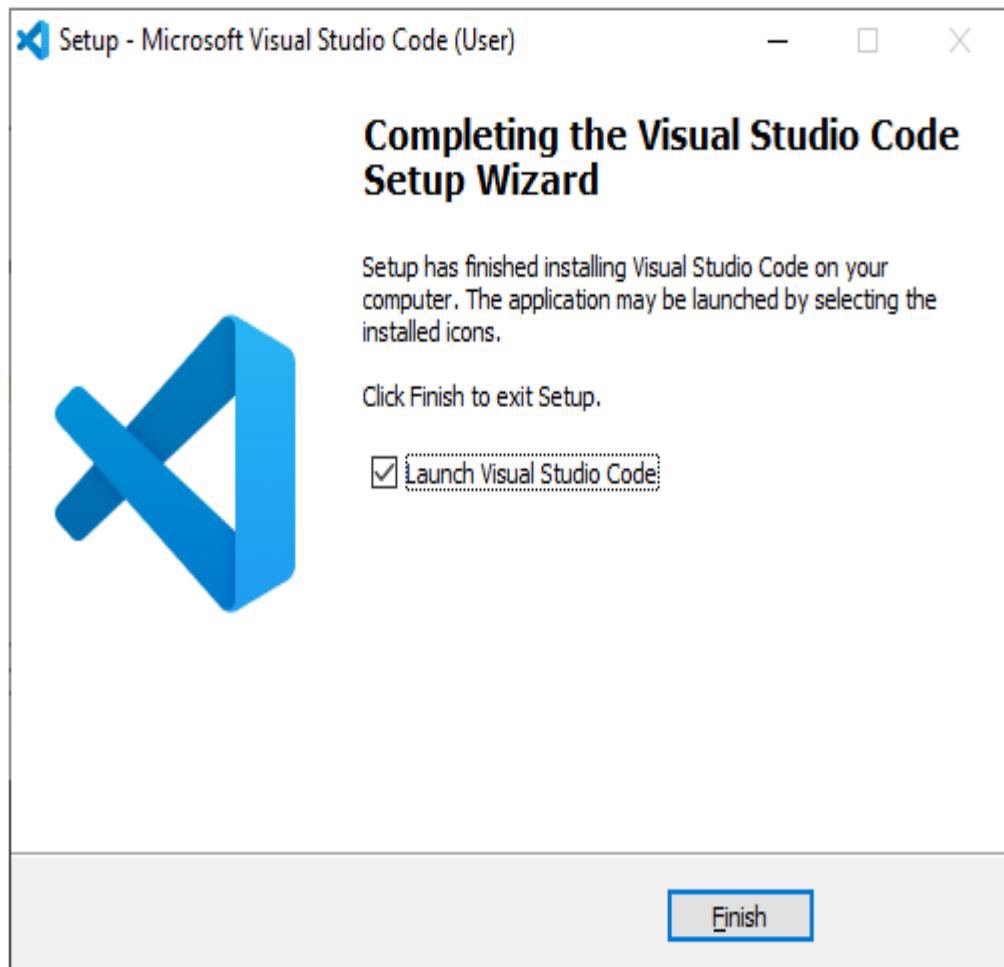 Setup - Microsoft Visual Studio Code (User)
Completing the Visual Studio Code
Setup Wizard
Setup has finished installing Visual Studio Code on your
computer. The application may be launched by selecting the
installed icons.
Click Finish to exit Setup.
Launch Visual Studio Code
Finish